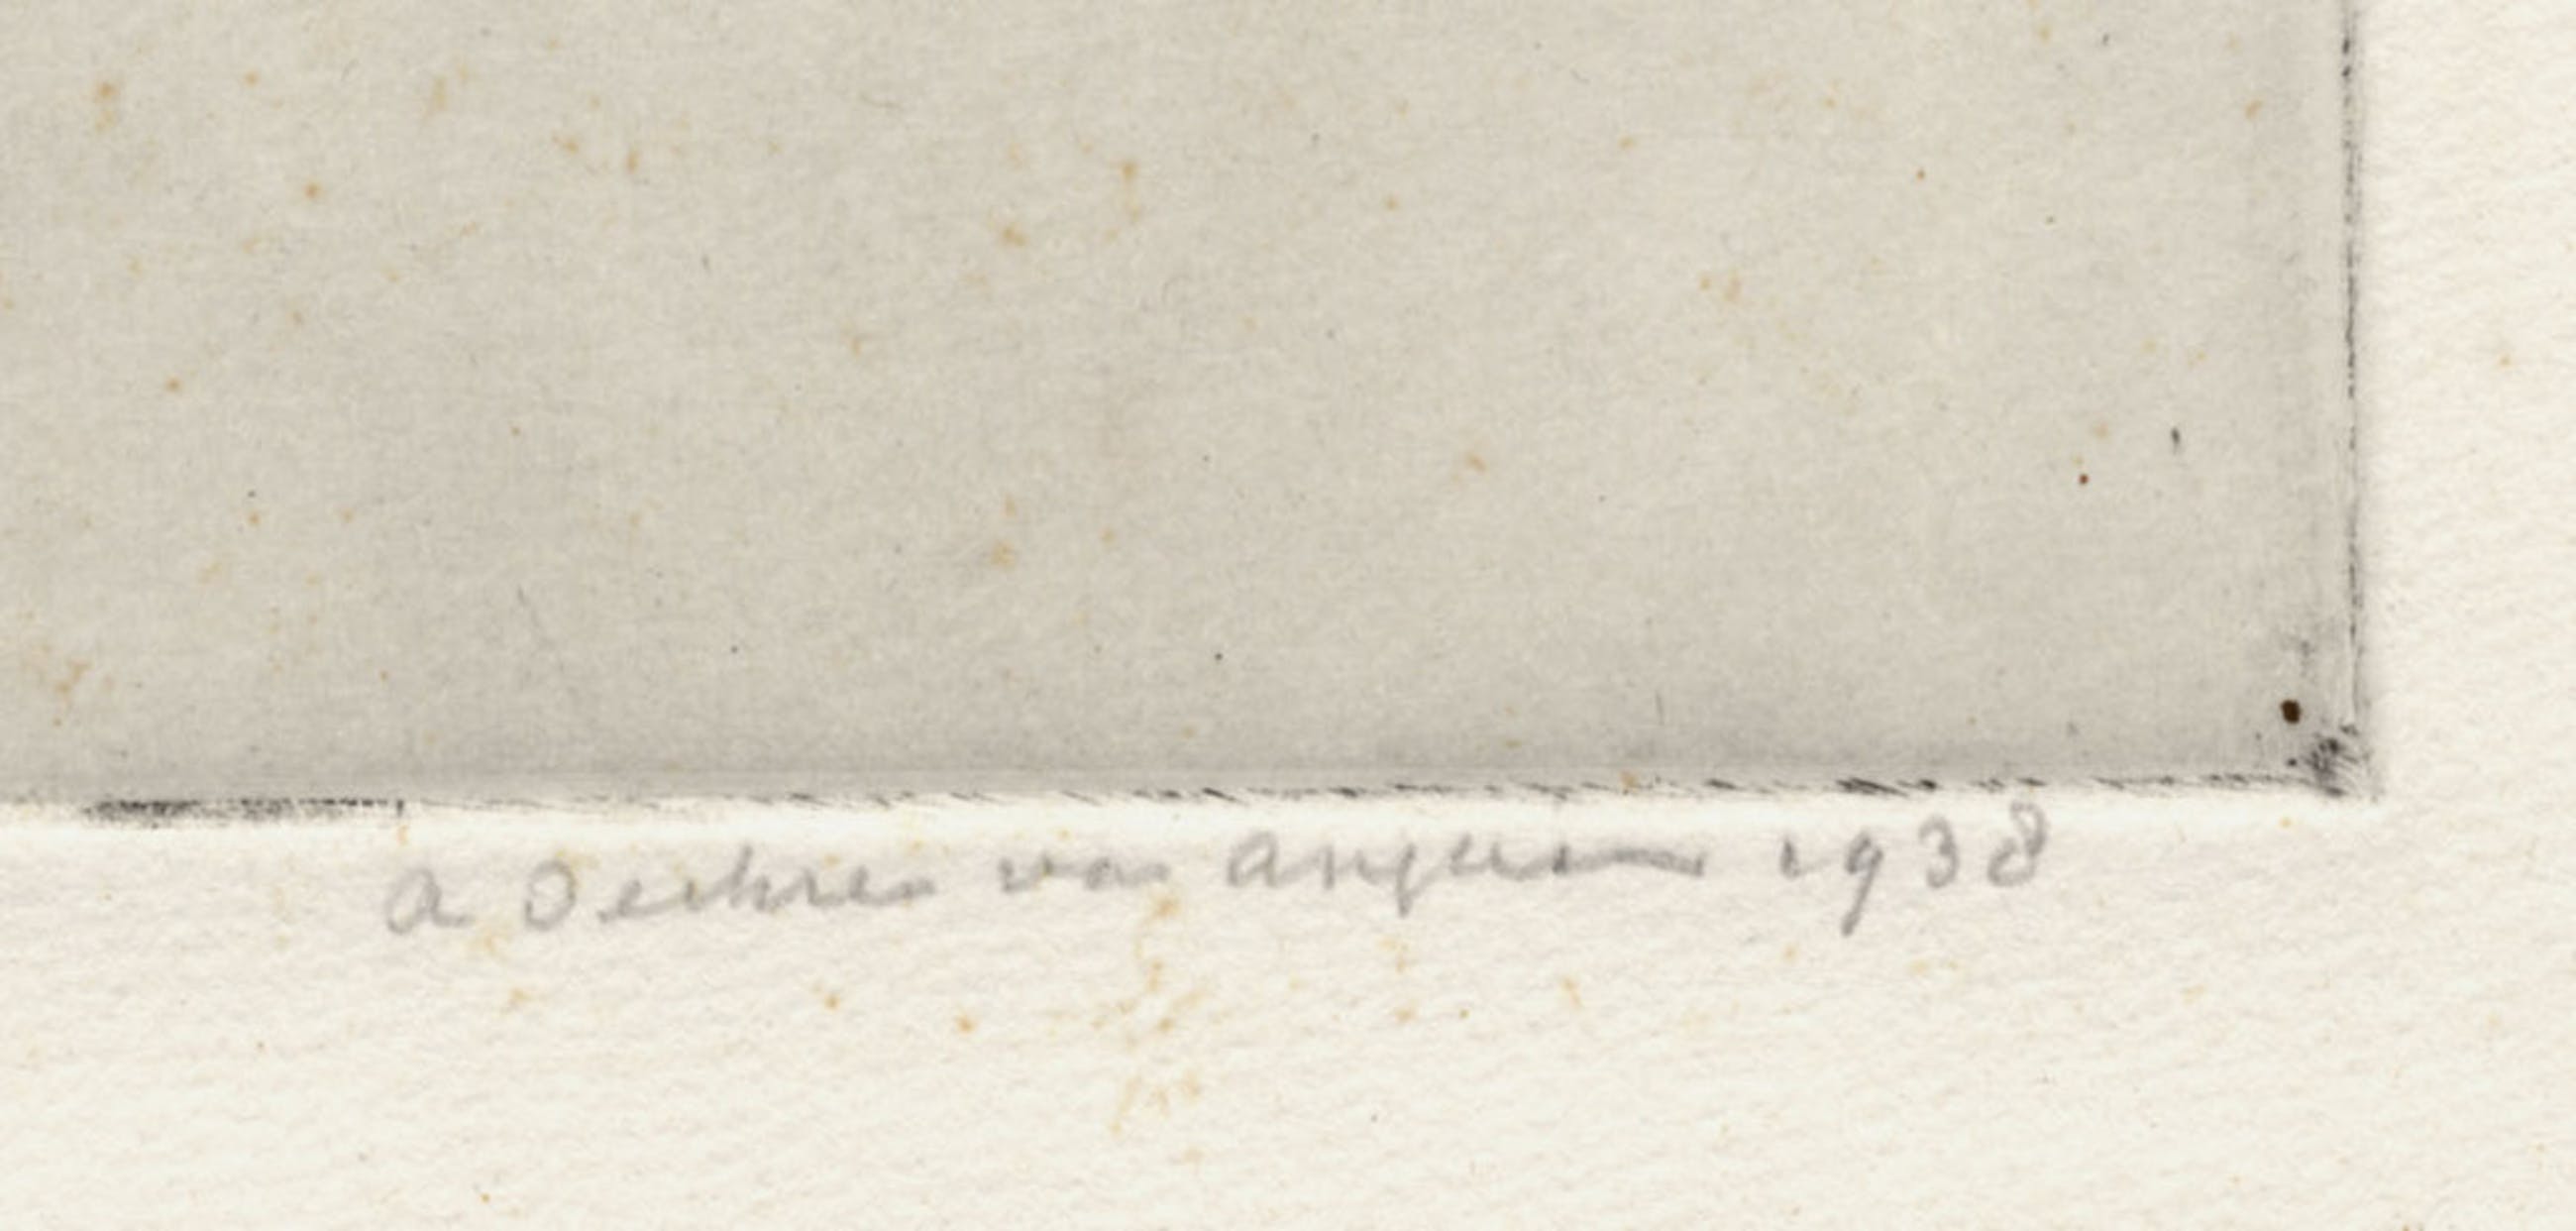 A Derkzen van Angeren 1938